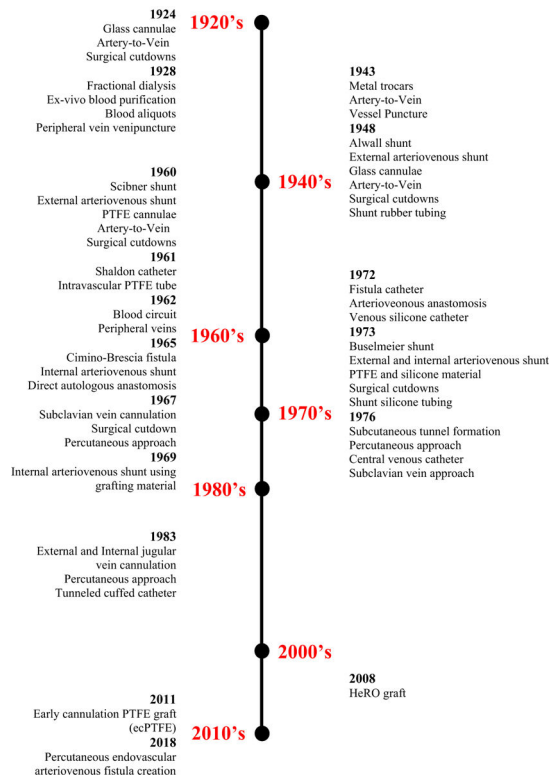 1920's
1924
Glass cannulae
Artery-to-Vein
Surgical cutdowns
1928
Fractional dialysis
Ex-vivo blood purification
Blood aliquots
Peripheral vein venipuncture
1940's
1943
Metal trocars
Artery-to-Vein
Vessel Puncture
1948
Alwall shunt
External arteriovenous shunt
Glass cannulae
Artery-to-Vein
Surgical cutdowns
Shunt rubber tubing
1960's
1960
Scibner shunt
External arteriovenous shunt
PTFE cannulae
Artery-to-Vein
Surgical cutdowns
1961
Shaldon catheter
Intravascular PTFE tube
1962
Blood circuit
Peripheral veins
1965
Cimino-Brescia fistula
Internal arteriovenous shunt
Direct autologous anastomosis
1967
Subclavian vein cannulation
Surgical cutdown
Percutaneous approach
1969
Internal arteriovenous shunt using
grafting material
1970's
1972
Fistula catheter
Arterioveonous anastomosis
Venous silicone catheter
1973
Buselmeier shunt
External and internal arteriovenous shunt
PTFE and silicone material
Surgical cutdowns
Shunt silicone tubing
1976
Subcutaneous tunnel formation
Percutaneous approach
Central venous catheter
Subclavian vein approach
1980's
1983
External and Internal jugular
vein cannulation
Percutaneous approach
Tunneled cuffed catheter
2000's
2008
HeRO graft
2010's
2011
Early cannulation PTFE graft
(ecPTFE)
2018
Percutaneous endovascular
arteriovenous fistula creation